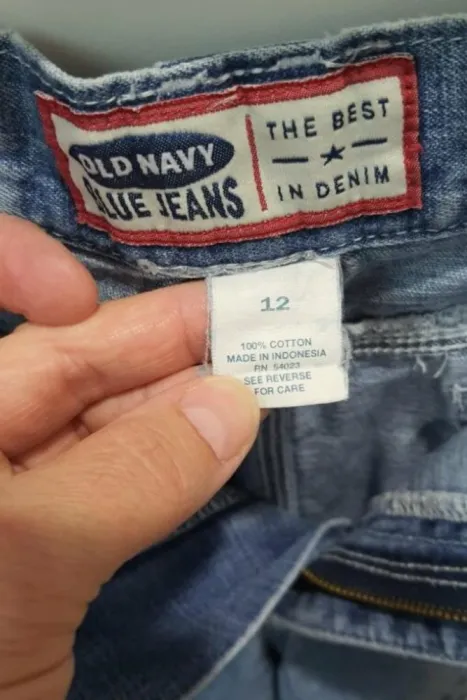 OLD NAVY
BLUE JEANS
THE BEST
IN DENIM
12
100% COTTON
MADE IN INDONESIA
RN 54023
SEE REVERSE
FOR CARE